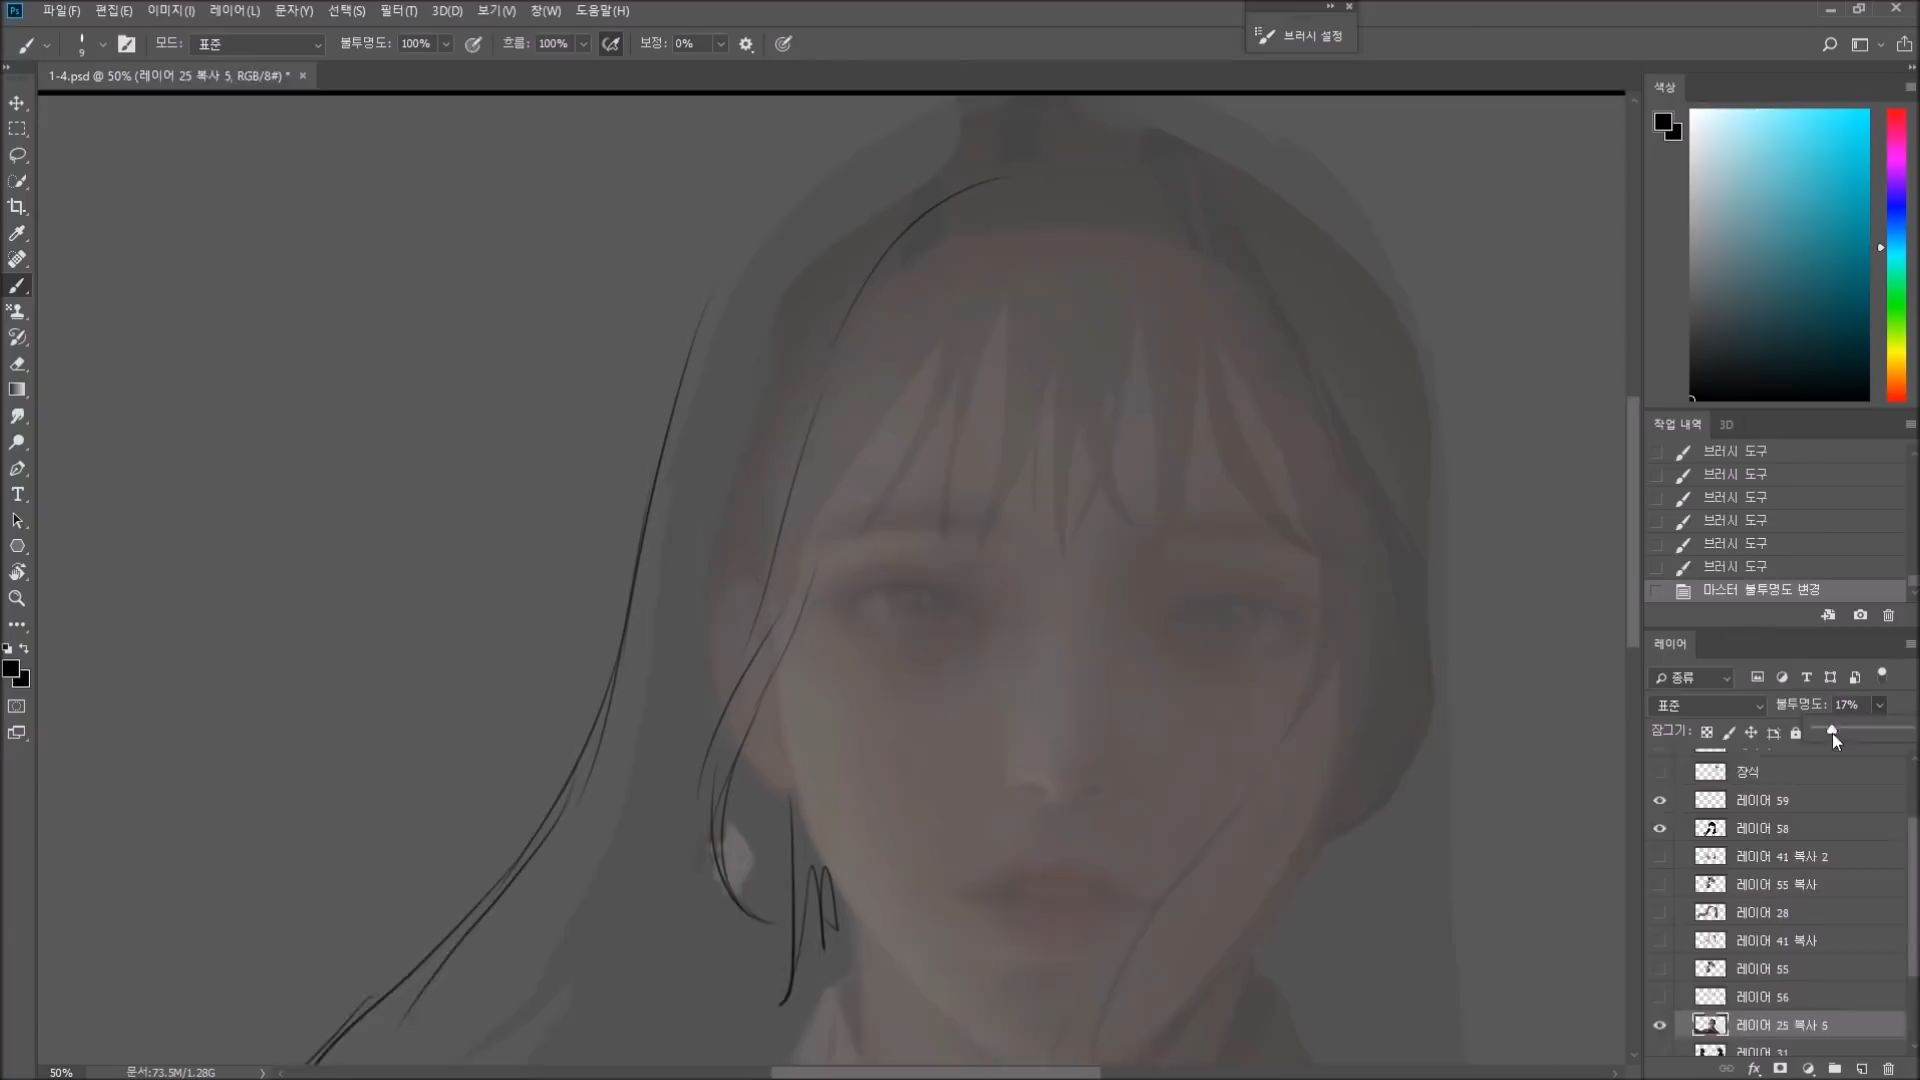 Ps 파일(F) 편집(E) 이미지(I) 레이어(L) 문자(Y) 선택(S) 필터(T) 3D(D) 보기(V) 창(W) 도움말(H)
9 모드: 표준 불투명도: 100% 흐름: 100% 보정: 0% 브러시 설정
1-4.psd @ 50% (레이어 25 복사 5, RGB/8#) *
색상
작업 내역 3D
브러시 도구
브러시 도구
브러시 도구
브러시 도구
브러시 도구
브러시 도구
마스터 불투명도 변경
레이어
종류
표준 불투명도: 17%
잠그기:
장식
레이어 59
레이어 58
레이어 41 복사 2
레이어 55 복사
레이어 28
레이어 41 복사
레이어 55
레이어 56
레이어 25 복사 5
레이어 31
50% 문서:73.5M/1.28G